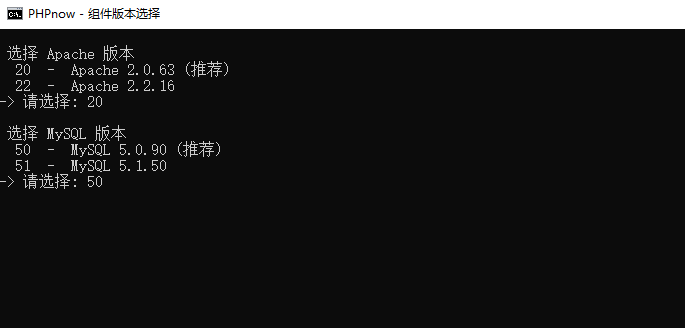 PHPnow - 组件版本选择
选择 Apache 版本
20 - Apache 2.0.63 (推荐)
22 - Apache 2.2.16
-> 请选择: 20
选择 MySQL 版本
50 - MySQL 5.0.90 (推荐)
51 - MySQL 5.1.50
-> 请选择: 50